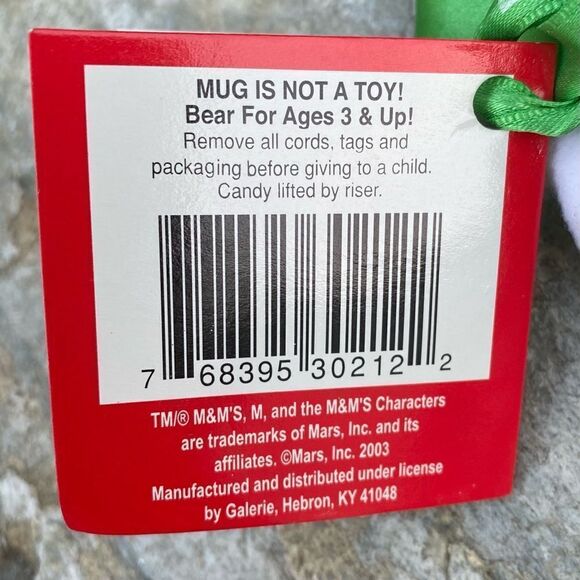 MUG IS NOT A TOY!
Bear For Ages 3 & Up!
Remove all cords, tags and
packaging before giving to a child.
Candy lifted by riser.
7 68395 30212 2
TM/® M&M'S, M, and the M&M'S Characters
are trademarks of Mars, Inc. and its
affiliates. ©Mars, Inc. 2003
Manufactured and distributed under license
by Galerie, Hebron, KY 41048